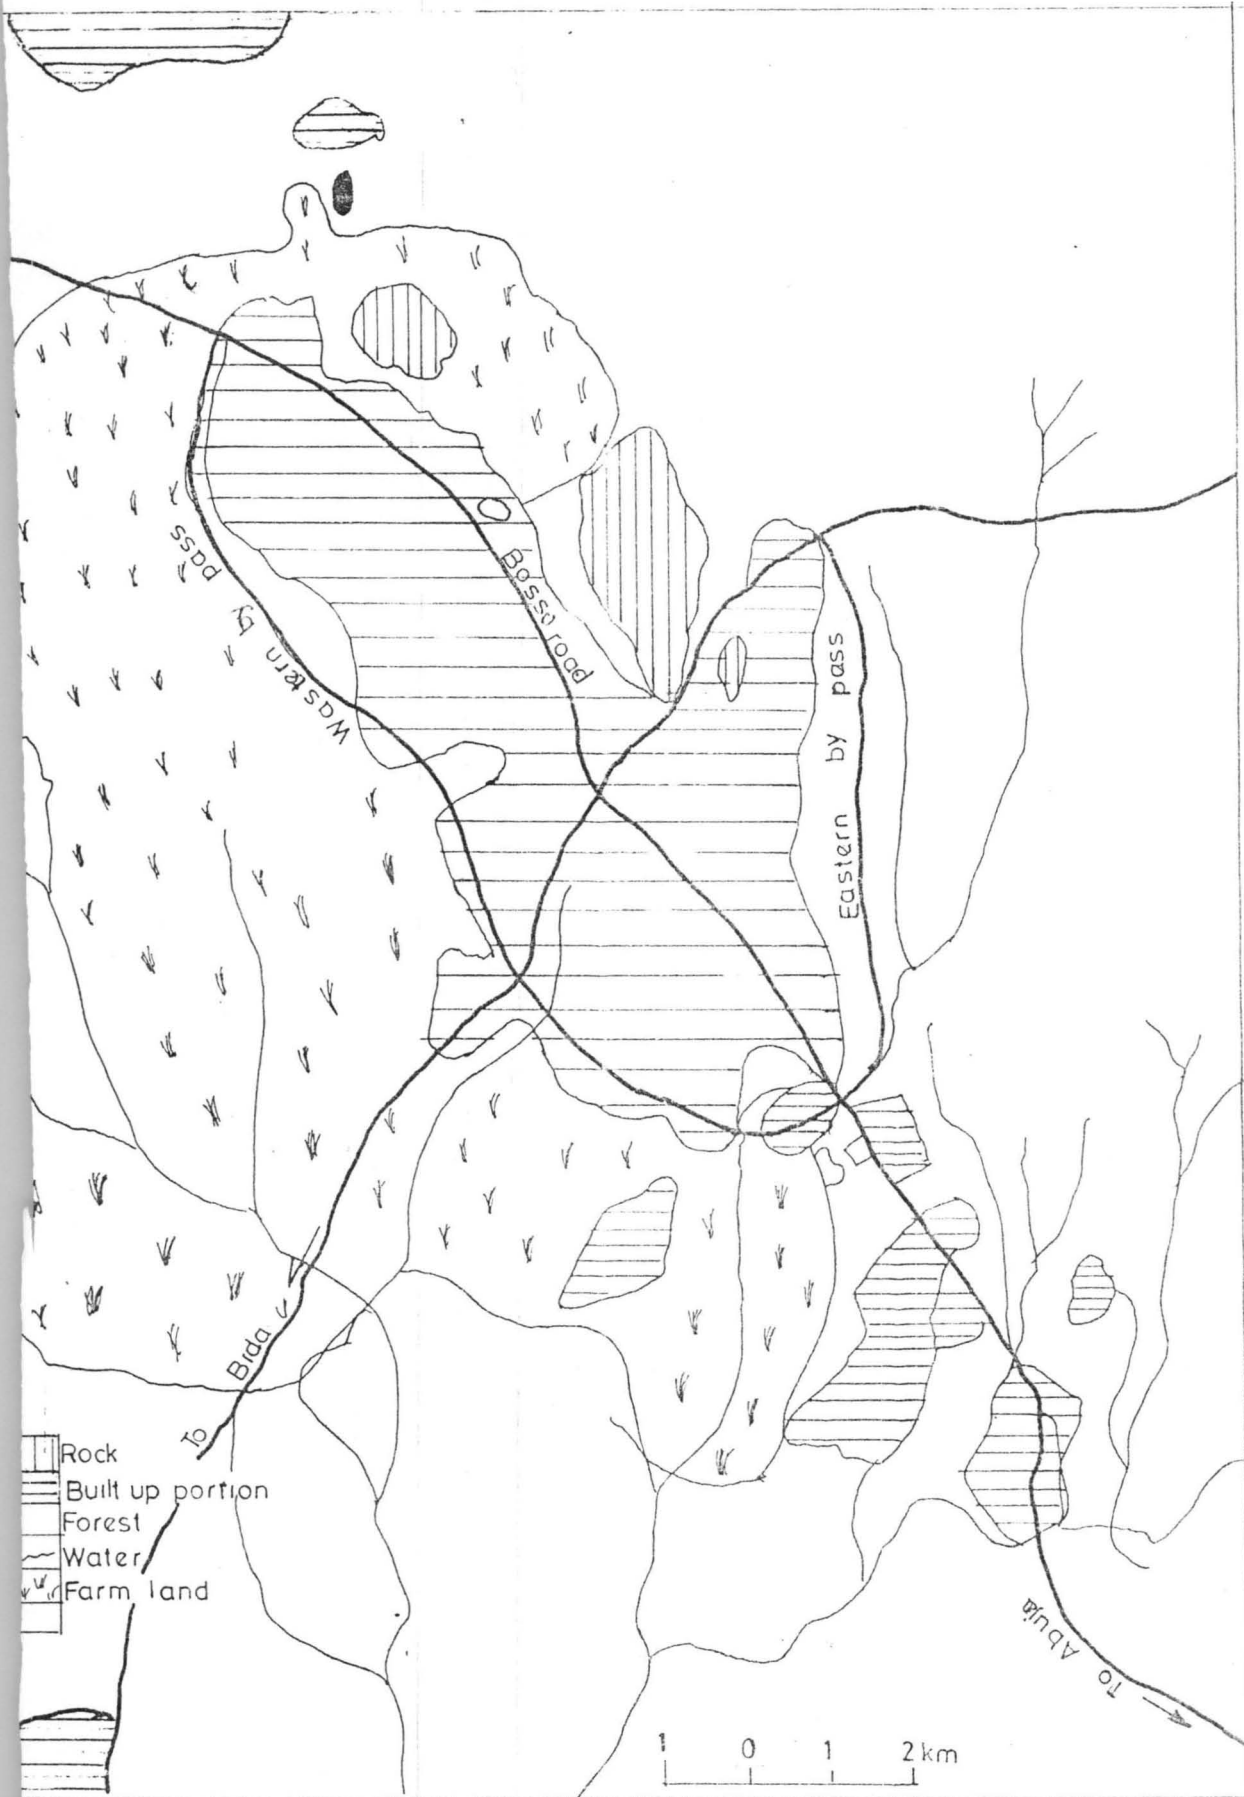 Bosso road
Wastern by pass
Eastern by pass
To Bida
Rock
Built up portion
Forest
Water
Farm land
To Abuja
1 0 1 2 km